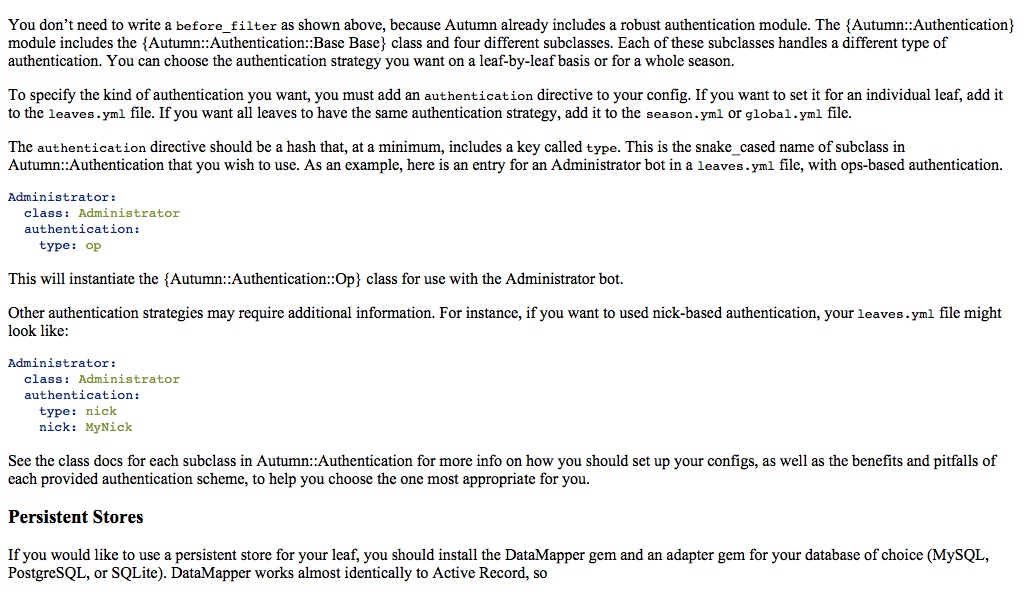 You don’t need to write a before_filter as shown above, because Autumn already includes a robust authentication module. The {Autumn::Authentication}
module includes the {Autumn::Authentication::Base Base} class and four different subclasses. Each of these subclasses handles a different type of
authentication. You can choose the authentication strategy you want on a leaf-by-leaf basis or for a whole season.
To specify the kind of authentication you want, you must add an authentication directive to your config. If you want to set it for an individual leaf, add it
to the leaves.yml file. If you want all leaves to have the same authentication strategy, add it to the season.yml or global.yml file.
The authentication directive should be a hash that, at a minimum, includes a key called type. This is the snake_cased name of subclass in
Autumn::Authentication that you wish to use. As an example, here is an entry for an Administrator bot in a leaves.yml file, with ops-based authentication.
Administrator:
  class: Administrator
  authentication:
    type: op
This will instantiate the {Autumn::Authentication::Op} class for use with the Administrator bot.
Other authentication strategies may require additional information. For instance, if you want to used nick-based authentication, your leaves.yml file might
look like:
Administrator:
  class: Administrator
  authentication:
    type: nick
    nick: MyNick
See the class docs for each subclass in Autumn::Authentication for more info on how you should set up your configs, as well as the benefits and pitfalls of
each provided authentication scheme, to help you choose the one most appropriate for you.
Persistent Stores
If you would like to use a persistent store for your leaf, you should install the DataMapper gem and an adapter gem for your database of choice (MySQL,
PostgreSQL, or SQLite). DataMapper works almost identically to Active Record, so